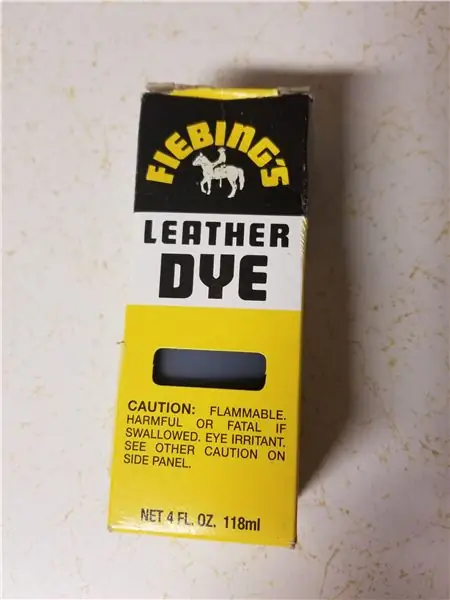 FIEBING'S
LEATHER
DYE
CAUTION: FLAMMABLE.
HARMFUL OR FATAL IF
SWALLOWED. EYE IRRITANT.
SEE OTHER CAUTION ON
SIDE PANEL.
NET 4 FL. OZ. 118ml